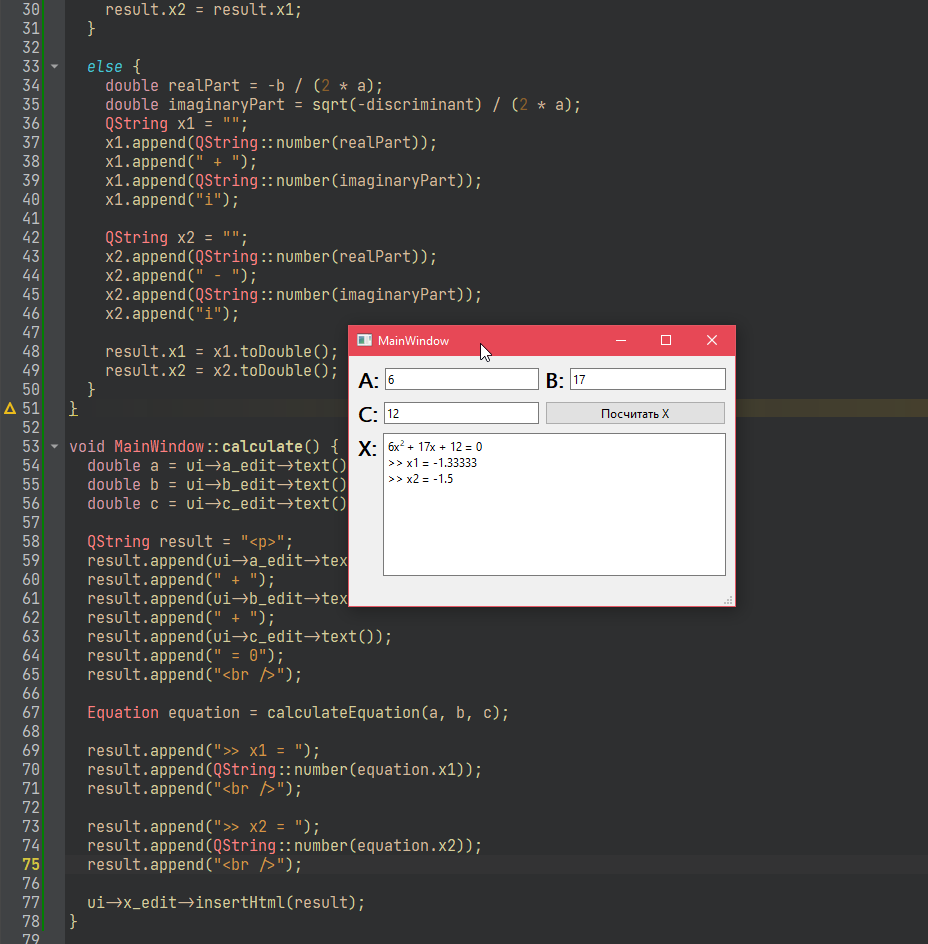 30 result.x2 = result.x1;
31 }
32
33 else {
34 double realPart = -b / (2 * a);
35 double imaginaryPart = sqrt(-discriminant) / (2 * a);
36 QString x1 = "";
37 x1.append(QString::number(realPart));
38 x1.append(" + ");
39 x1.append(QString::number(imaginaryPart));
40 x1.append("i");
41
42 QString x2 = "";
43 x2.append(QString::number(realPart));
44 x2.append(" - ");
45 x2.append(QString::number(imaginaryPart));
46 x2.append("i");
47
48 result.x1 = x1.toDouble();
49 result.x2 = x2.toDouble();
50 }
51 }
52
53 void MainWindow::calculate() {
54 double a = ui->a_edit->text()
55 double b = ui->b_edit->text()
56 double c = ui->c_edit->text()
57
58 QString result = "<p>";
59 result.append(ui->a_edit->tex
60 result.append(" + ");
61 result.append(ui->b_edit->tex
62 result.append(" + ");
63 result.append(ui->c_edit->text());
64 result.append(" = 0");
65 result.append("<br />");
66
67 Equation equation = calculateEquation(a, b, c);
68
69 result.append(">> x1 = ");
70 result.append(QString::number(equation.x1));
71 result.append("<br />");
72
73 result.append(">> x2 = ");
74 result.append(QString::number(equation.x2));
75 result.append("<br />");
76
77 ui->x_edit->insertHtml(result);
78 }
79
MainWindow
A: 6 B: 17
C: 12 Посчитать X
X: 6x² + 17x + 12 = 0
>> x1 = -1.33333
>> x2 = -1.5